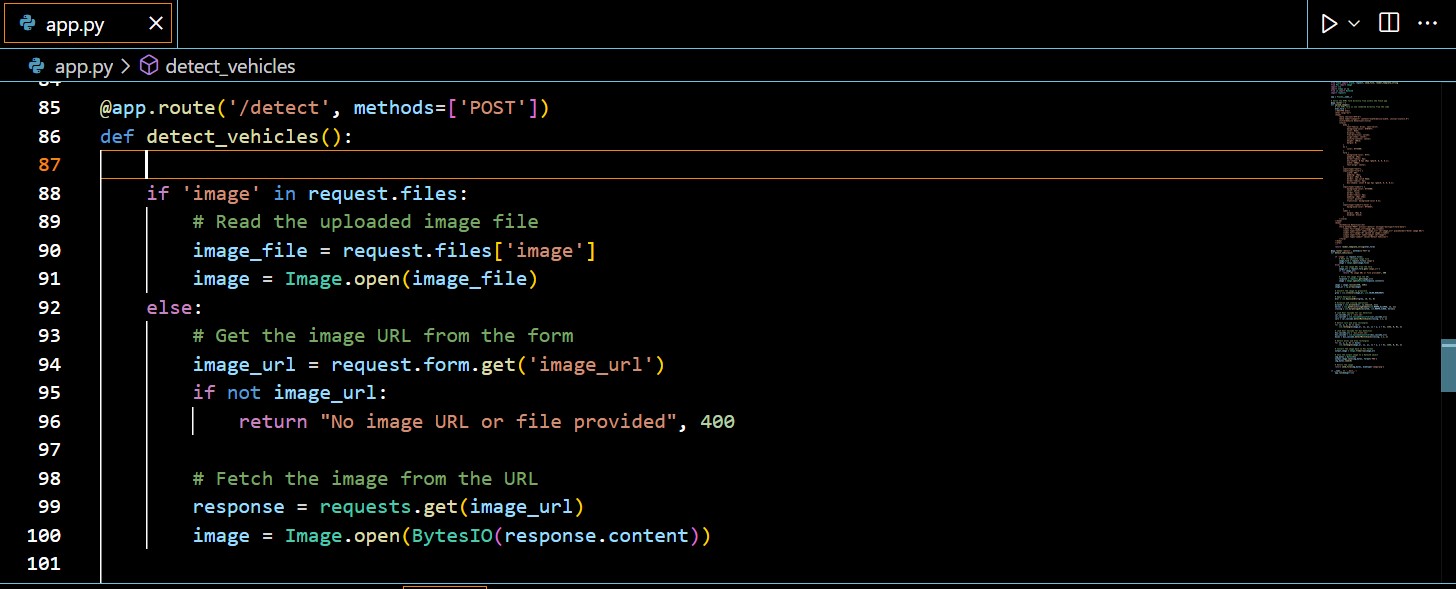 app.py
app.py > detect_vehicles
85 @app.route('/detect', methods=['POST'])
86 def detect_vehicles():
87
88     if 'image' in request.files:
89         # Read the uploaded image file
90         image_file = request.files['image']
91         image = Image.open(image_file)
92     else:
93         # Get the image URL from the form
94         image_url = request.form.get('image_url')
95         if not image_url:
96             return "No image URL or file provided", 400
97
98         # Fetch the image from the URL
99         response = requests.get(image_url)
100         image = Image.open(BytesIO(response.content))
101